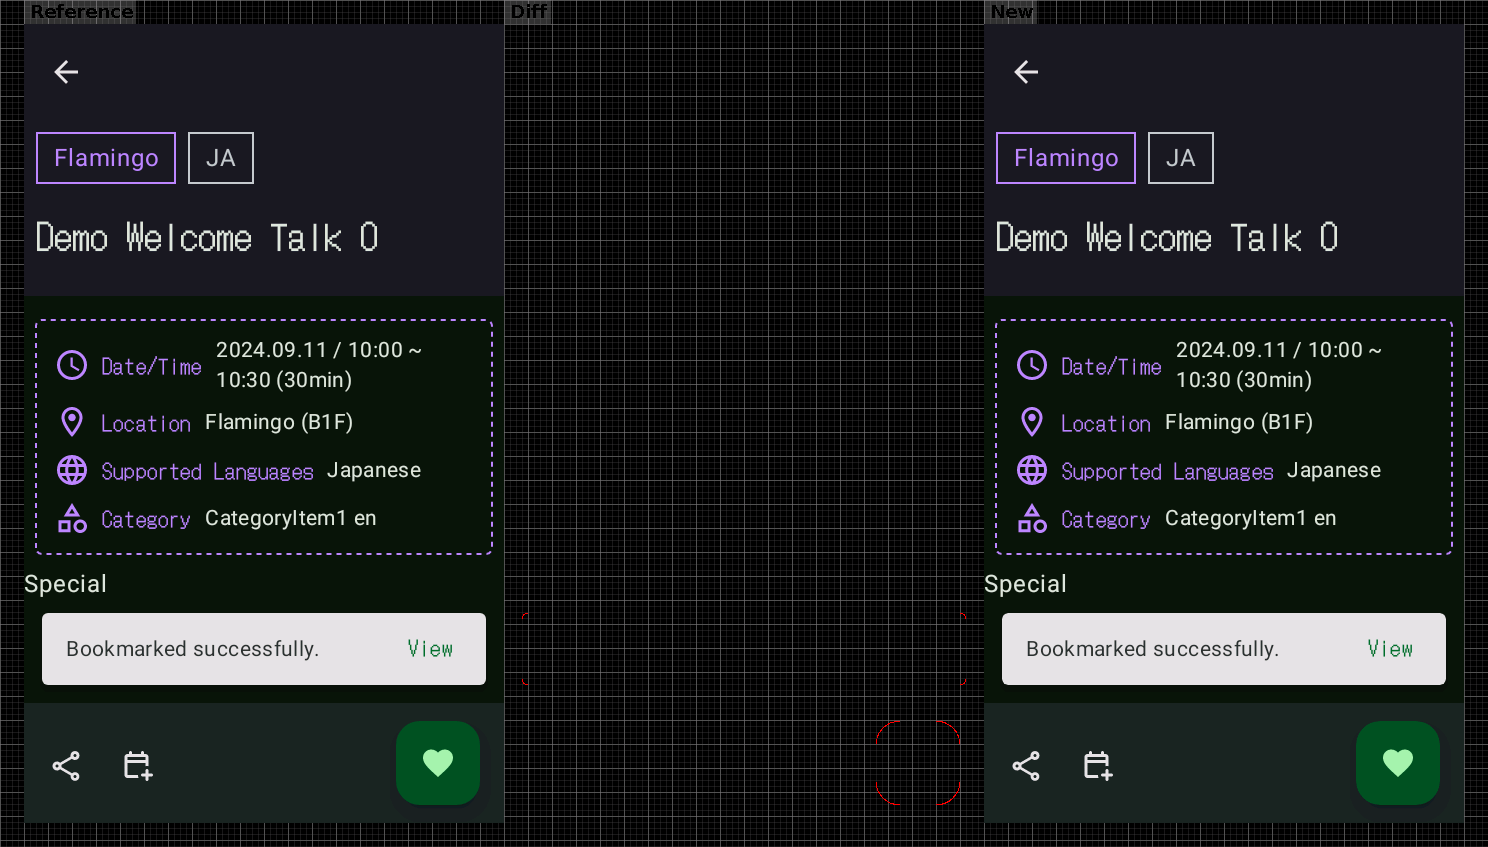 Reference
Diff
New
Flamingo
JA
Demo Welcome Talk 0
Date/Time
2024.09.11 / 10:00 ~
10:30 (30min)
Location
Flamingo (B1F)
Supported Languages
Japanese
Category
CategoryItem1 en
Special
Bookmarked successfully.
View
Flamingo
JA
Demo Welcome Talk 0
Date/Time
2024.09.11 / 10:00 ~
10:30 (30min)
Location
Flamingo (B1F)
Supported Languages
Japanese
Category
CategoryItem1 en
Special
Bookmarked successfully.
View